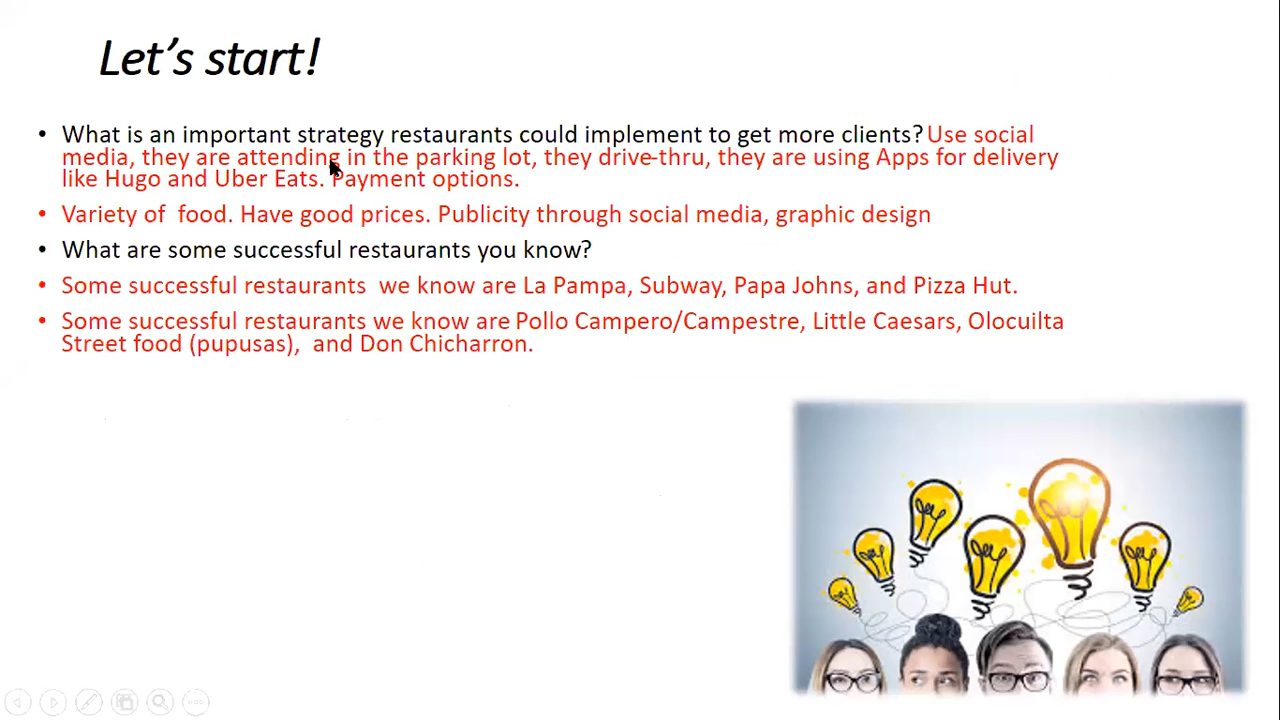 Let's start!
• What is an important strategy restaurants could implement to get more clients? Use social
media, they are attending in the parking lot, they drive-thru, they are using Apps for delivery
like Hugo and Uber Eats. Payment options.
• Variety of  food. Have good prices. Publicity through social media, graphic design
• What are some successful restaurants you know?
• Some successful restaurants  we know are La Pampa, Subway, Papa Johns, and Pizza Hut.
• Some successful restaurants we know are Pollo Campero/Campestre, Little Caesars, Olocuilta
Street food (pupusas),  and Don Chicharron.